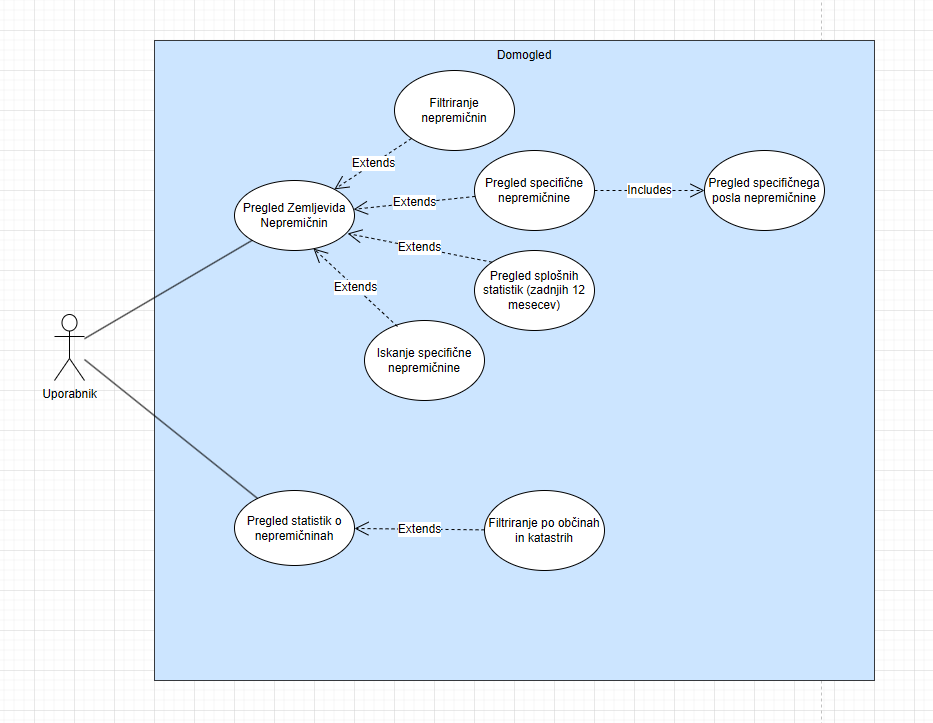 Domogled
Filtriranje
nepremičnin
Extends
Pregled specifične
nepremičnine
Includes
Pregled specifičnega
posla nepremičnine
Extends
Pregled Zemljevida
Nepremičnin
Extends
Pregled splošnih
statistik (zadnjih 12
mesecev)
Extends
Iskanje specifične
nepremičnine
Uporabnik
Pregled statistik o
nepremičninah
Extends
Filtriranje po občinah
in katastrih